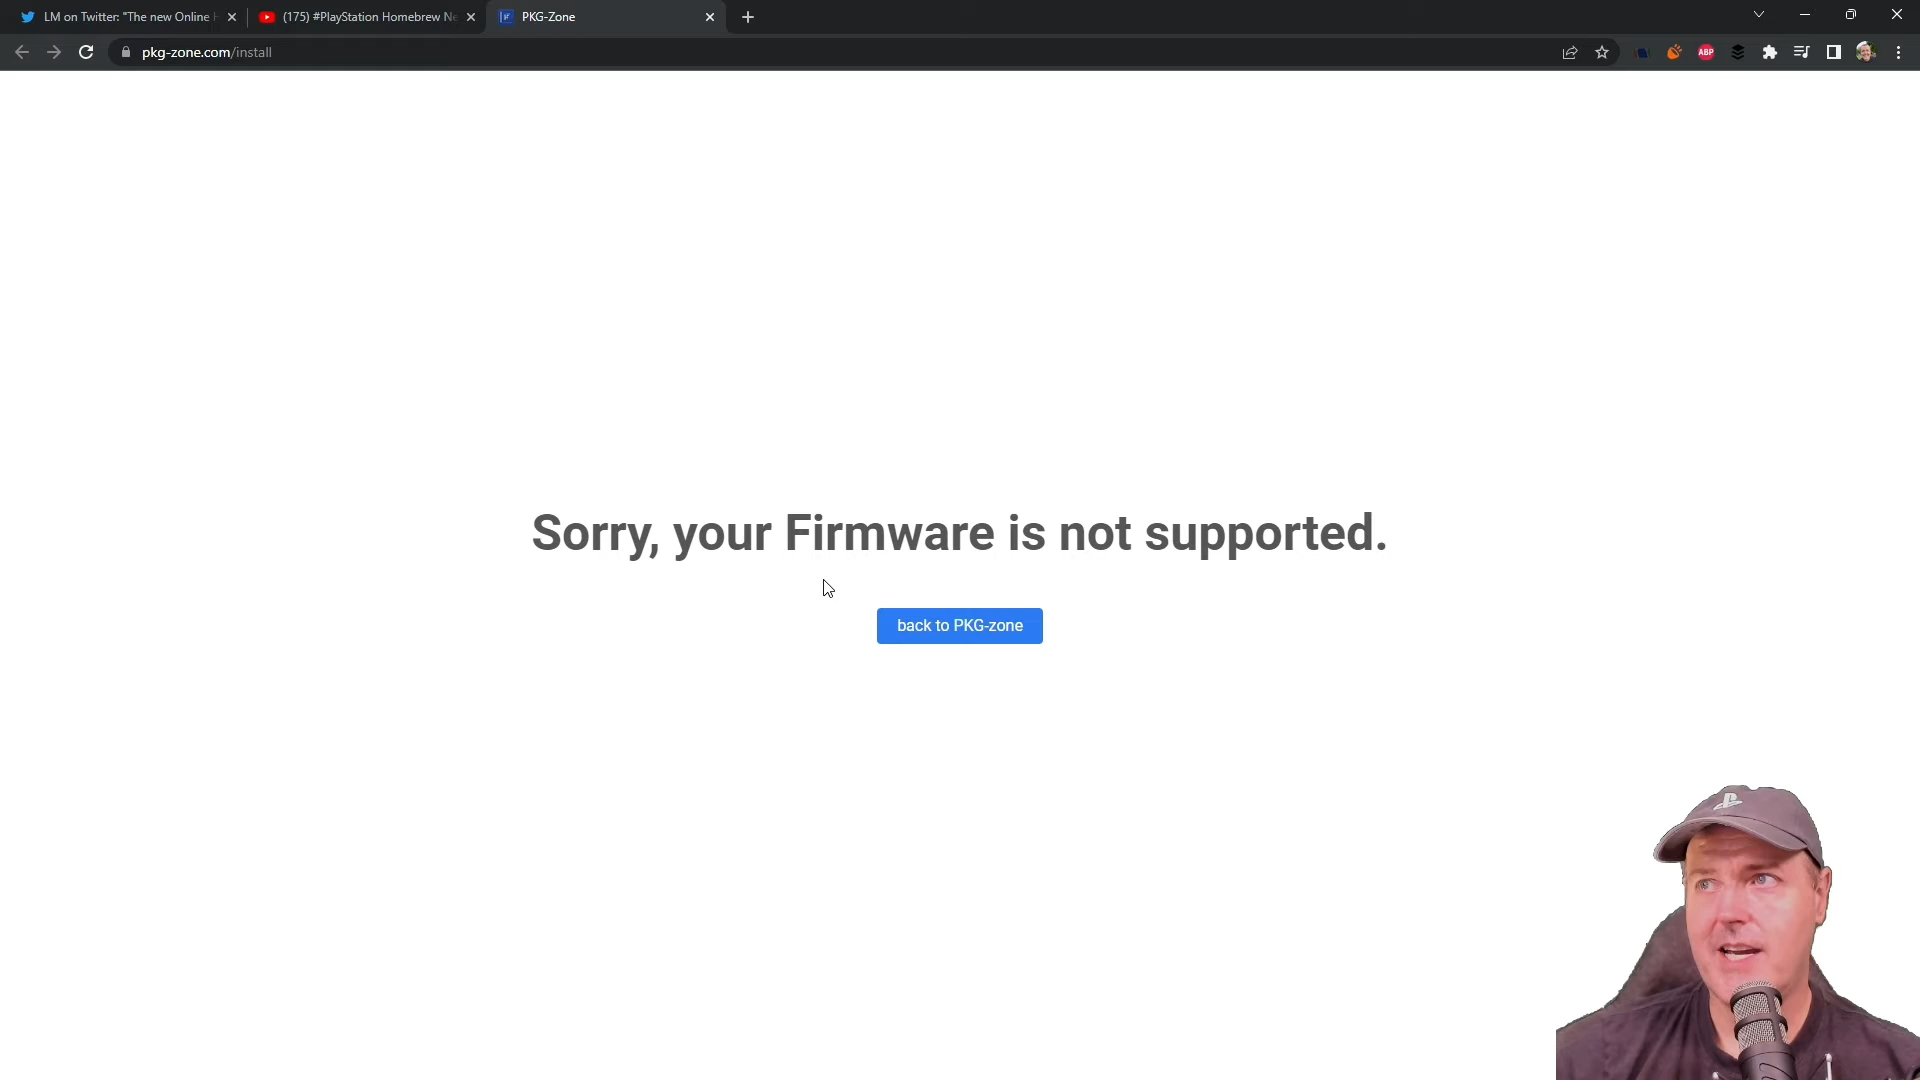 LM on Twitter: "The new Online
(175) #PlayStation Homebrew Ne
PKG-Zone
pkg-zone.com/install
ABP
Sorry, your Firmware is not supported.
back to PKG-zone